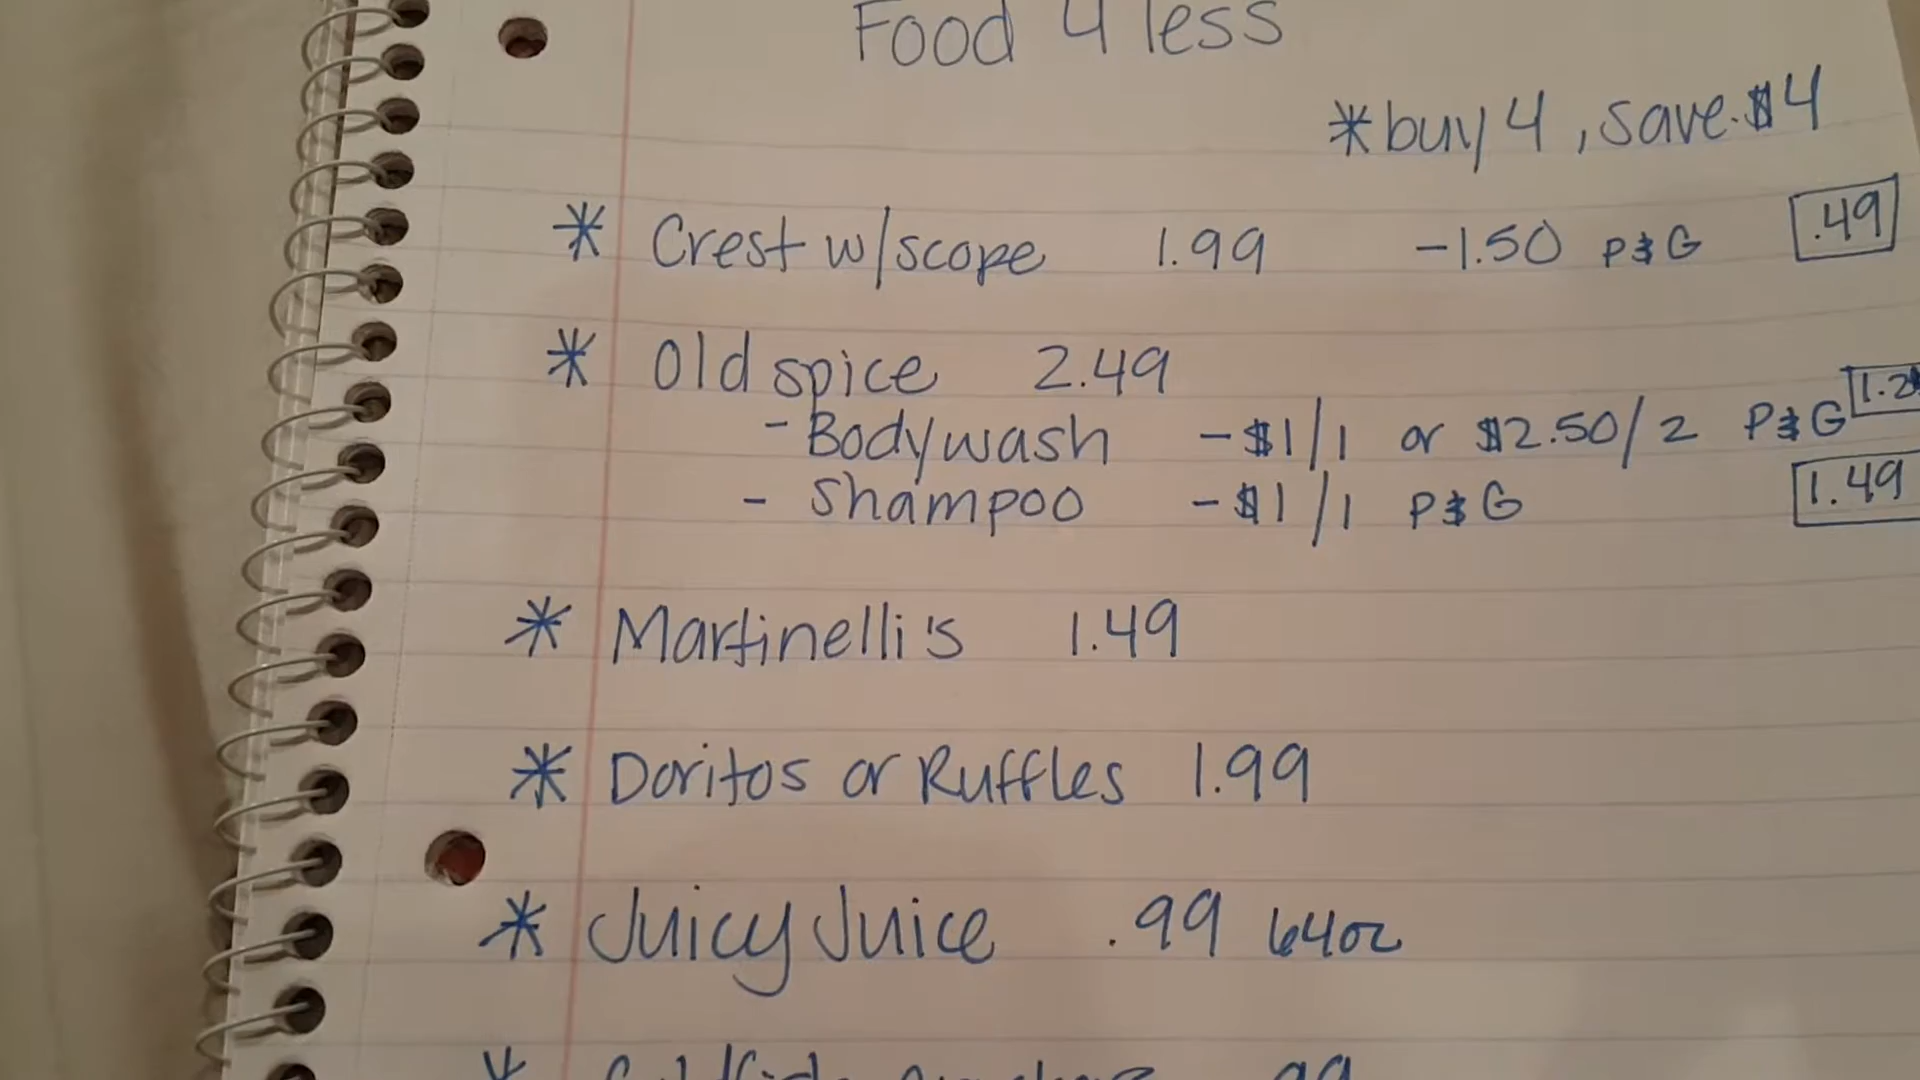 Food 4 less
*buy 4, save $4
* Crest w/scope 1.99 -1.50 P&G .49
* Old spice 2.49
- Bodywash -$1/1 or $2.50/2 P&G 1.2
- Shampoo -$1/1 P&G 1.49
* Martinelli's 1.49
* Doritos or Ruffles 1.99
* Juicy Juice .99 64oz